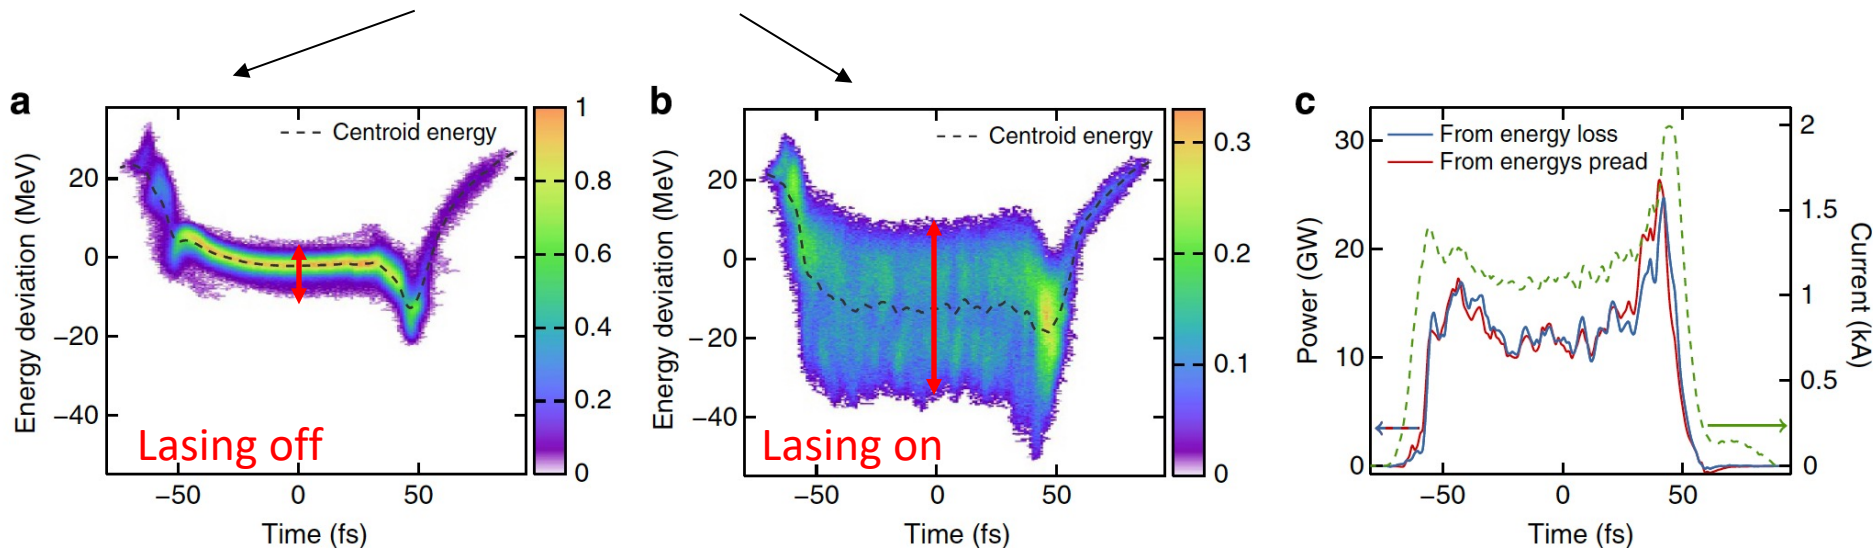 a
Centroid energy
Energy deviation (MeV)
20
0
−20
−40
Lasing off
−50
0
50
Time (fs)
1
0.8
0.6
0.4
0.2
0
b
Centroid energy
Energy deviation (MeV)
20
0
−20
−40
Lasing on
−50
0
50
Time (fs)
0.3
0.2
0.1
0
c
From energy loss
From energys pread
Power (GW)
30
20
10
0
−50
0
50
Time (fs)
2
1.5
1
0.5
0
Current (kA)